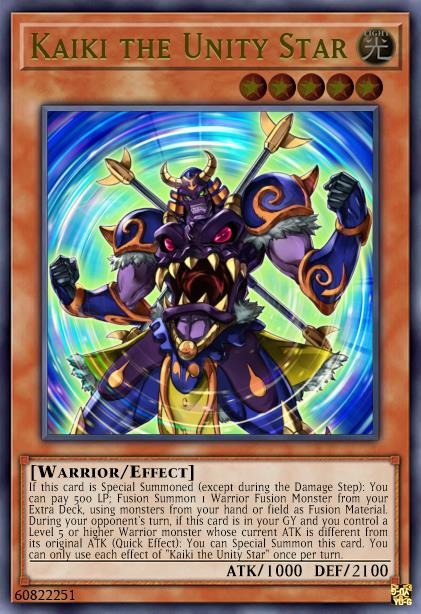 Kaiki the Unity Star
LIGHT
光
[Warrior/Effect]
If this card is Special Summoned (except during the Damage Step): You
can pay 500 LP; Fusion Summon 1 Warrior Fusion Monster from your
Extra Deck, using monsters from your hand or field as Fusion Material.
During your opponent's turn, if this card is in your GY and you control a
Level 5 or higher Warrior monster whose current ATK is different from
its original ATK (Quick Effect): You can Special Summon this card. You
can only use each effect of "Kaiki the Unity Star" once per turn.
ATK/1000 DEF/2100
60822251